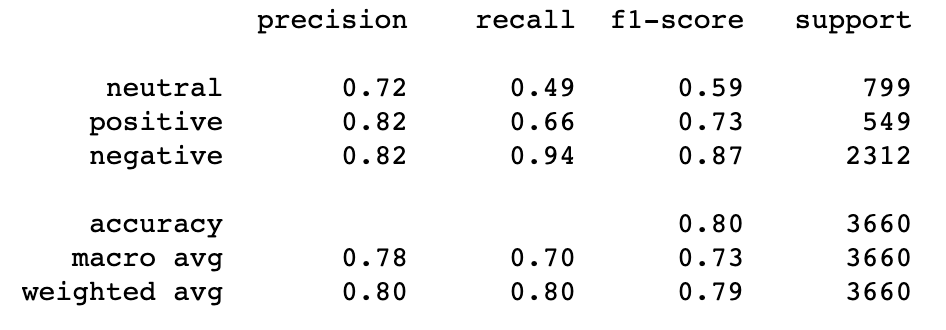 precision recall f1-score support
neutral 0.72 0.49 0.59 799
positive 0.82 0.66 0.73 549
negative 0.82 0.94 0.87 2312
accuracy 0.80 3660
macro avg 0.78 0.70 0.73 3660
weighted avg 0.80 0.80 0.79 3660